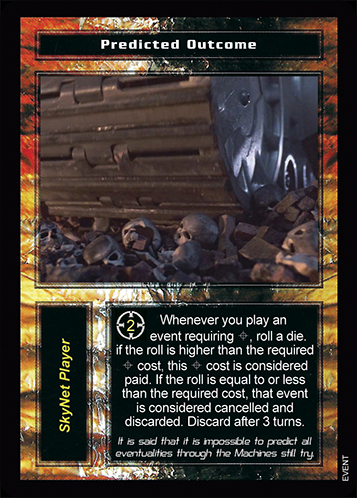 Predicted Outcome
SkyNet Player
2 Whenever you play an
event requiring ⌖, roll a die.
if the roll is higher than the required
⌖ cost, this ⌖ cost is considered
paid. If the roll is equal to or less
than the required cost, that event
is considered cancelled and
discarded. Discard after 3 turns.
It is said that it is impossible to predict all
eventualities through the Machines still try.
EVENT